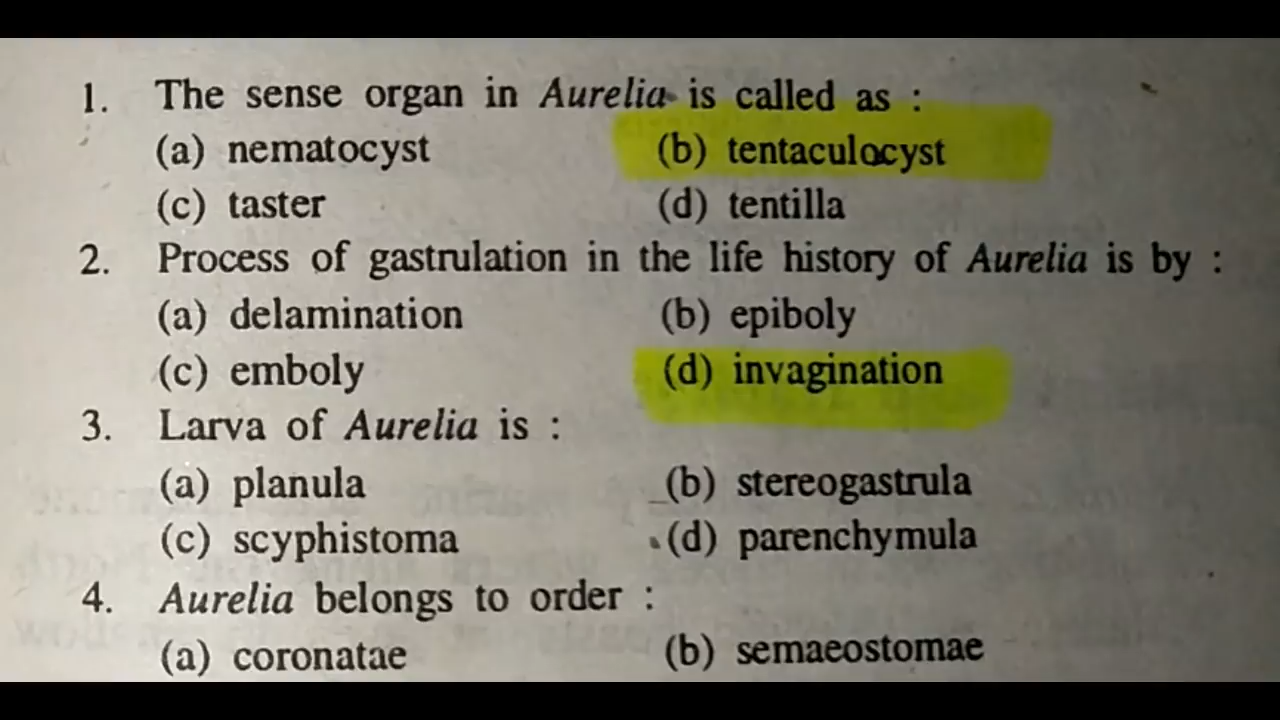 1. The sense organ in Aurelia is called as :
(a) nematocyst (b) tentaculocyst
(c) taster (d) tentilla
2. Process of gastrulation in the life history of Aurelia is by :
(a) delamination (b) epiboly
(c) emboly (d) invagination
3. Larva of Aurelia is :
(a) planula (b) stereogastrula
(c) scyphistoma (d) parenchymula
4. Aurelia belongs to order :
(a) coronatae (b) semaeostomae